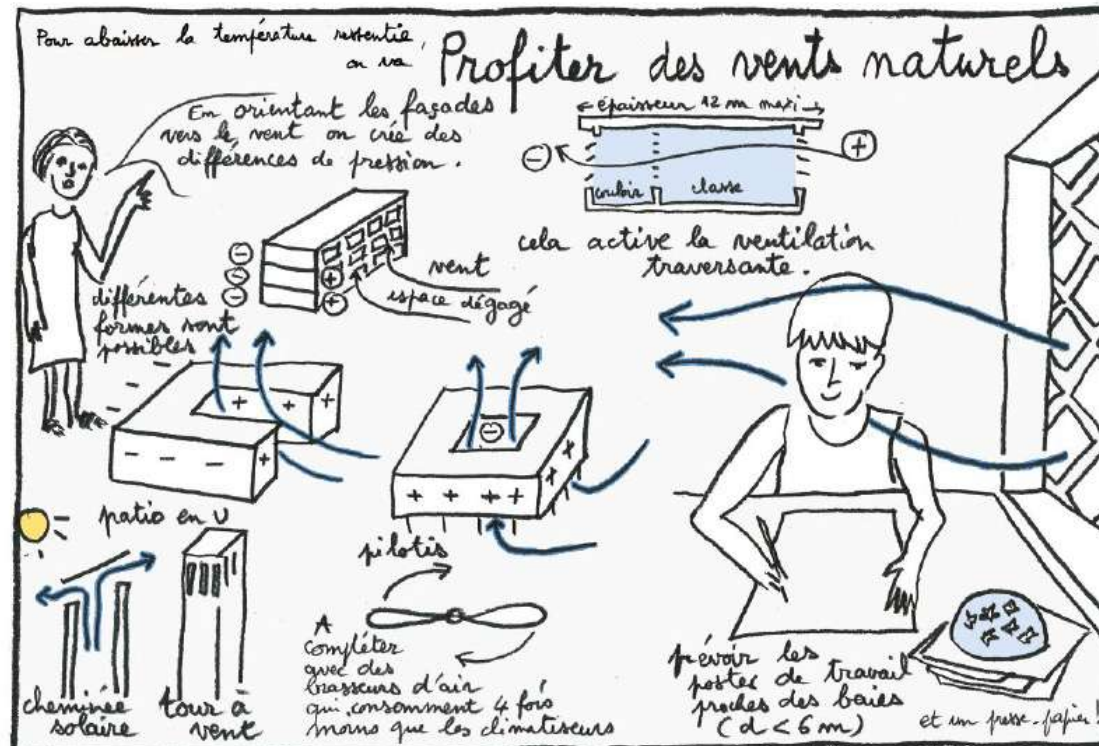 Pour abaisser la température ressentie,
on va
Profiter des vents naturels
En orientant les façades
vers le vent on crée des
différences de pression.
épaisseur 12 m maxi
- +
couloir classe
cela active la ventilation
traversante.
-
-
-
+
+
vent
espace dégagé
différentes
formes sont
possibles
+ + +
- - - +
patio en U
-
+ + + + + +
pilotis
cheminée
solaire
tour à
vent
A
compléter
avec des
brasseurs d'air
qui consomment 4 fois
moins que les climatiseurs
prévoir les
postes de travail
proches des baies
(d < 6 m)
et un presse-papier !